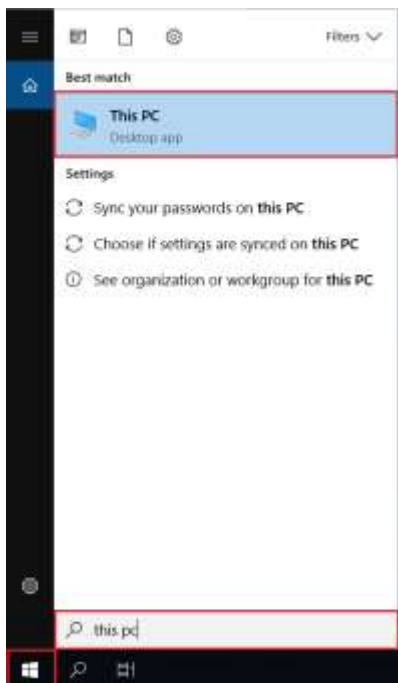 Filters
Best match
This PC
Desktop app
Settings
Sync your passwords on this PC
Choose if settings are synced on this PC
See organization or workgroup for this PC
this pc